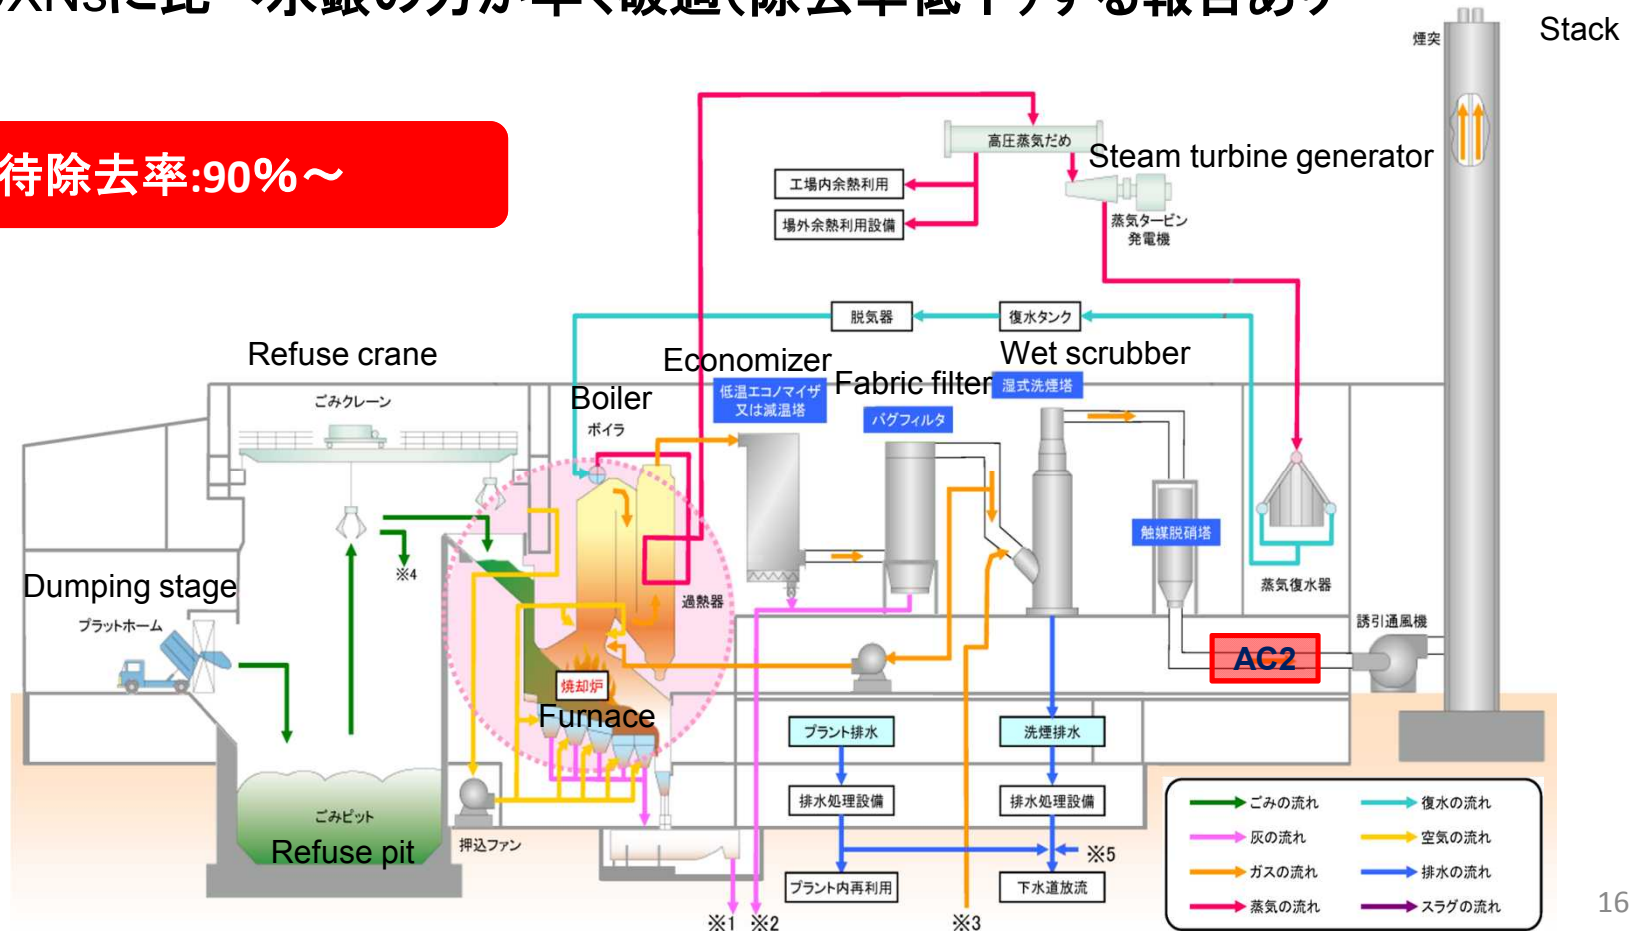 に比べ水銀の方が早く破過(除去率低下)する報告あり
待除去率:90%～
煙突
Stack
高圧蒸気だめ
Steam turbine generator
工場内余熱利用
場外余熱利用設備
蒸気タービン
発電機
脱気器
復水タンク
Refuse crane
Economizer
Wet scrubber
ごみクレーン
Boiler
ボイラ
低温エコノマイザ
又は減温塔
Fabric filter
バグフィルタ
湿式洗煙塔
触媒脱硝塔
※4
Dumping stage
プラットホーム
過熱器
蒸気復水器
誘引通風機
AC2
焼却炉
Furnace
プラント排水
洗煙排水
排水処理設備
排水処理設備
ごみピット
Refuse pit
押込ファン
※5
プラント内再利用
下水道放流
※1
※2
※3
ごみの流れ
復水の流れ
灰の流れ
空気の流れ
ガスの流れ
排水の流れ
蒸気の流れ
スラグの流れ
16